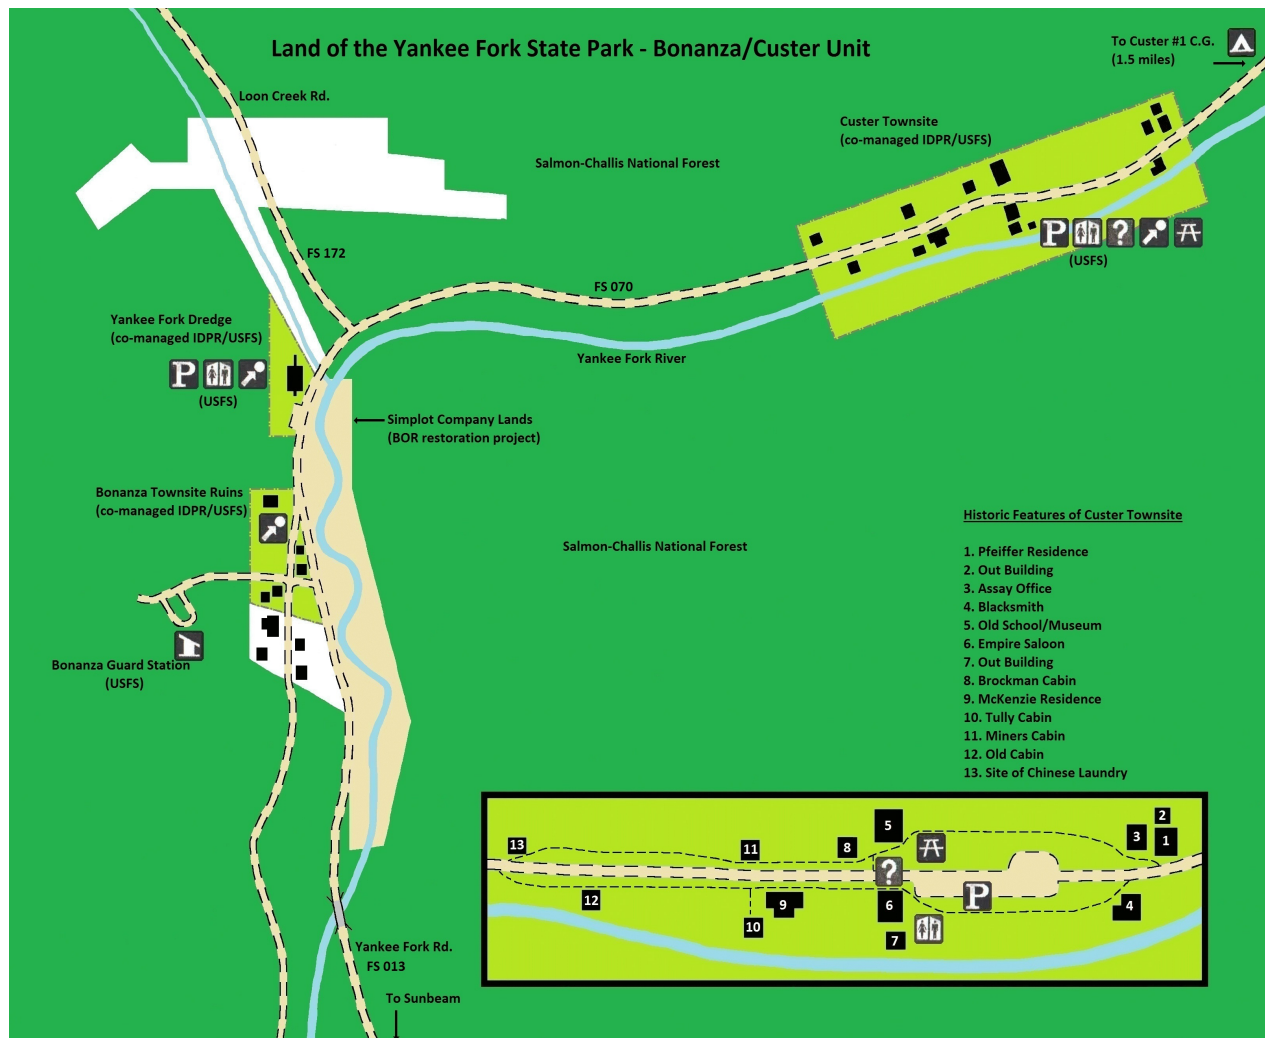 Land of the Yankee Fork State Park - Bonanza/Custer Unit
To Custer #1 C.G.
(1.5 miles)
Loon Creek Rd.
Custer Townsite
(co-managed IDPR/USFS)
Salmon-Challis National Forest
P
?
(USFS)
FS 172
FS 070
Yankee Fork Dredge
(co-managed IDPR/USFS)
P
(USFS)
Yankee Fork River
Simplot Company Lands
(BOR restoration project)
Bonanza Townsite Ruins
(co-managed IDPR/USFS)
Salmon-Challis National Forest
Bonanza Guard Station
(USFS)
Historic Features of Custer Townsite
1. Pfeiffer Residence
2. Out Building
3. Assay Office
4. Blacksmith
5. Old School/Museum
6. Empire Saloon
7. Out Building
8. Brockman Cabin
9. McKenzie Residence
10. Tully Cabin
11. Miners Cabin
12. Old Cabin
13. Site of Chinese Laundry
2
5
3
1
13
11
8
?
P
12
9
6
4
10
7
Yankee Fork Rd.
FS 013
To Sunbeam